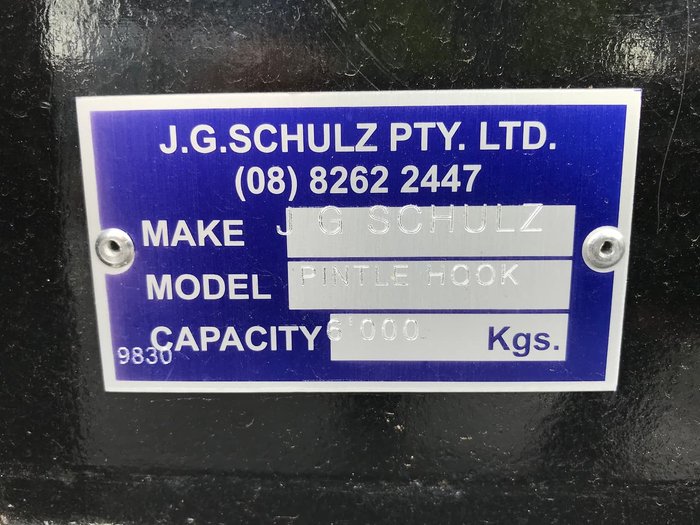 J.G.SCHULZ PTY. LTD.
(08) 8262 2447
MAKE J G SCHULZ
MODEL PINTLE HOOK
CAPACITY 6'000 Kgs.
9830